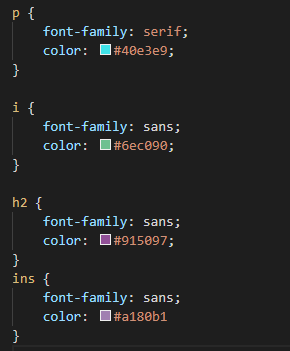 p {
font-family: serif;
color: #40e3e9;
}
i {
font-family: sans;
color: #6ec090;
}
h2 {
font-family: sans;
color: #915097;
}
ins {
font-family: sans;
color: #a180b1
}